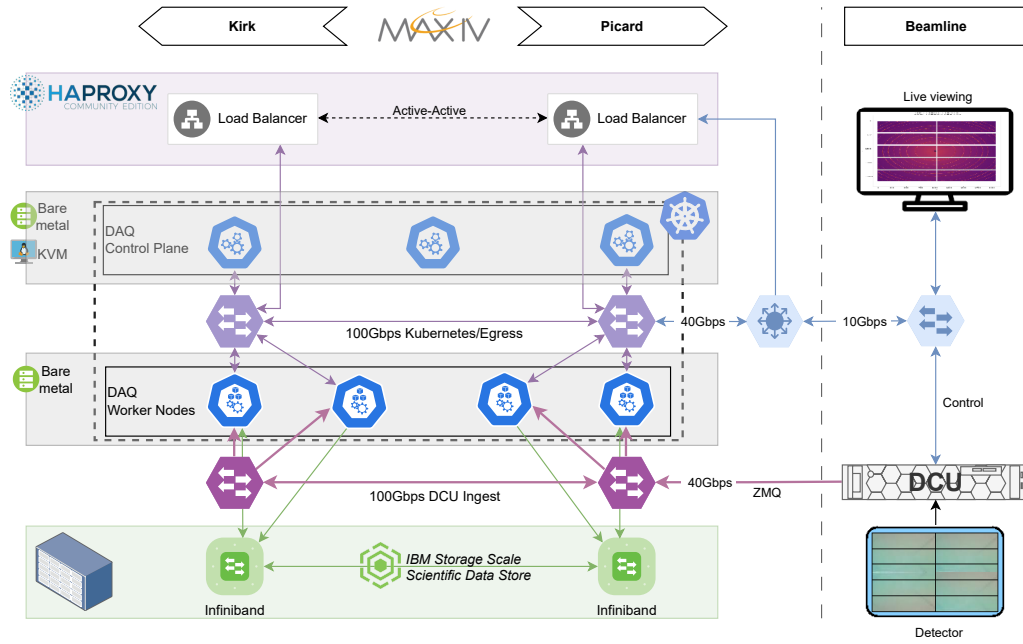 Kirk
MAXIV
Picard
Beamline
HAPROXY
COMMUNITY EDITION
Load Balancer
Active-Active
Load Balancer
Live viewing
Bare
metal
KVM
DAQ
Control Plane
100Gbps Kubernetes/Egress
40Gbps
10Gbps
Bare
metal
DAQ
Worker Nodes
Control
100Gbps DCU Ingest
40Gbps
ZMQ
DCU
IBM Storage Scale
Scientific Data Store
Infiniband
Infiniband
Detector